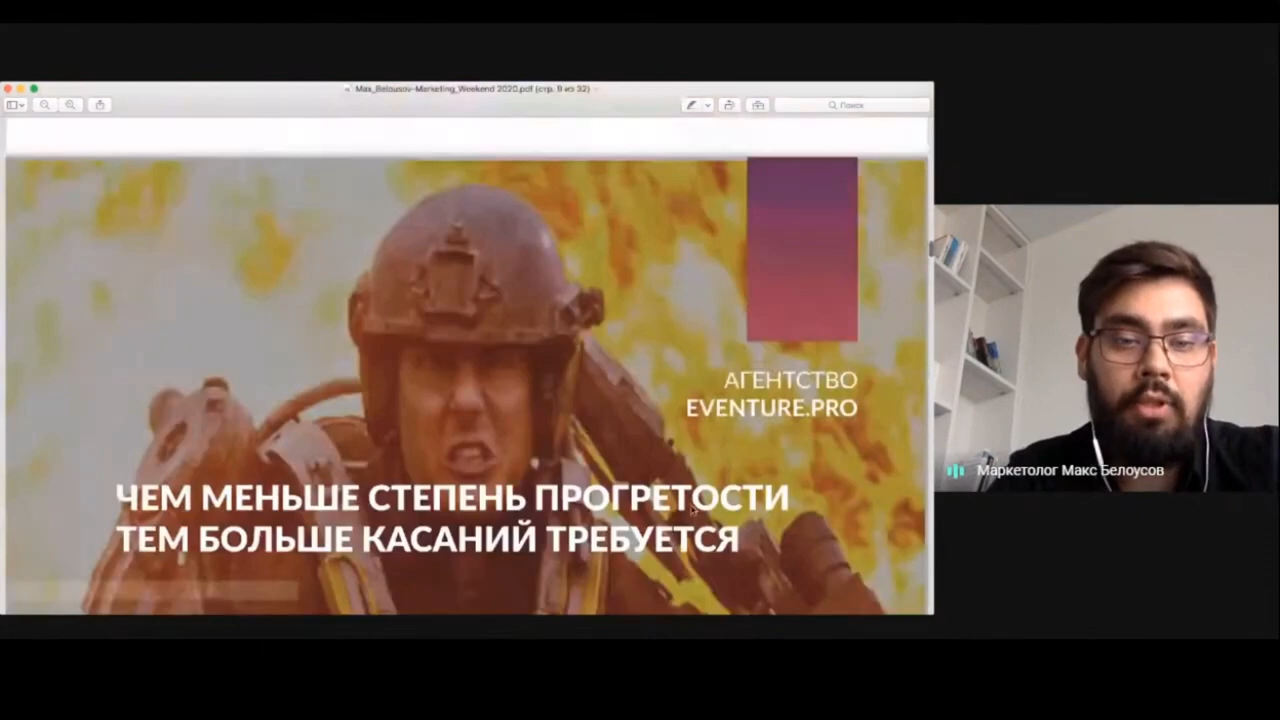 Max_Belousov-Marketing_Weekend 2020.pdf (стр. 9 из 32)
Поиск
АГЕНТСТВО
EVENTURE.PRO
ЧЕМ МЕНЬШЕ СТЕПЕНЬ ПРОГРЕТОСТИ
ТЕМ БОЛЬШЕ КАСАНИЙ ТРЕБУЕТСЯ
Маркетолог Макс Белоусов